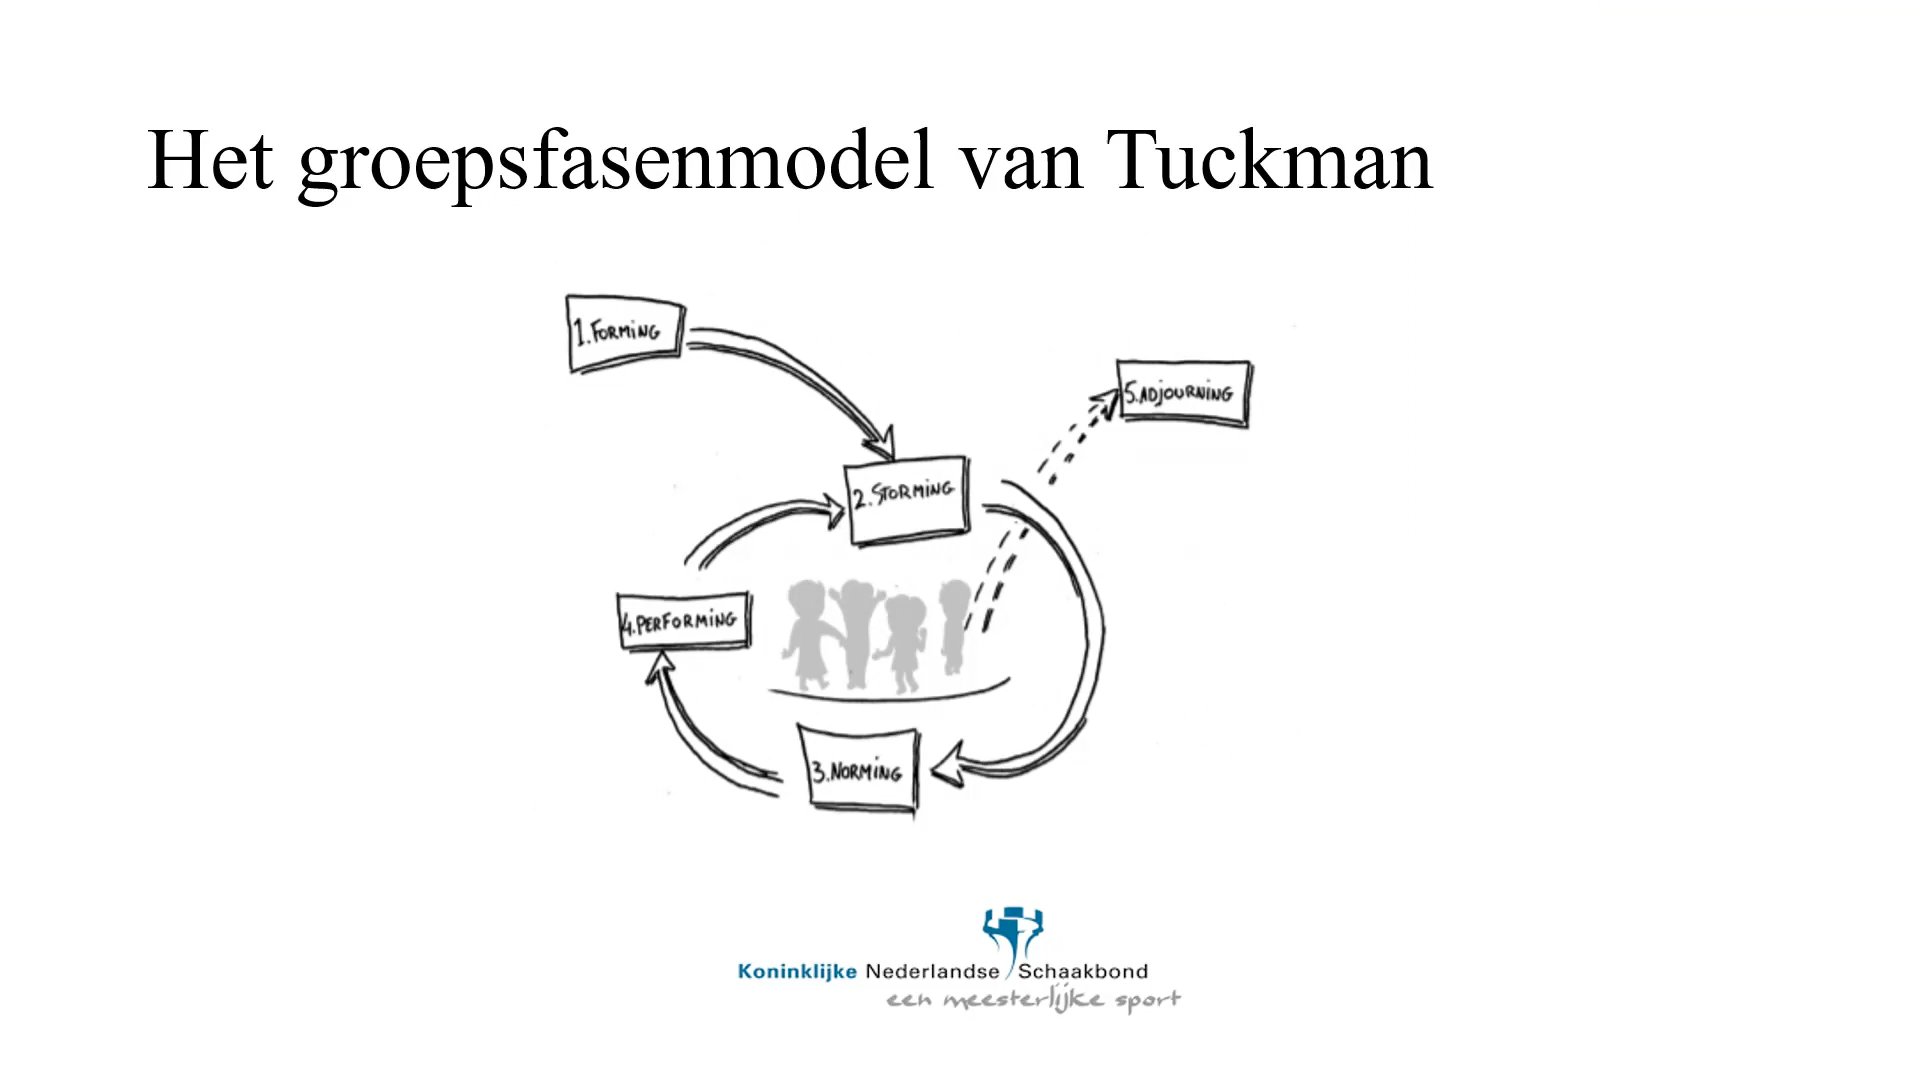 Het groepsfasenmodel van Tuckman
1.FORMiNG
5.ADjOURNiNG
2.STORMiNG
4.PERFORMiNG
3.NORMiNG
Koninklijke Nederlandse Schaakbond
een meesterlijke sport